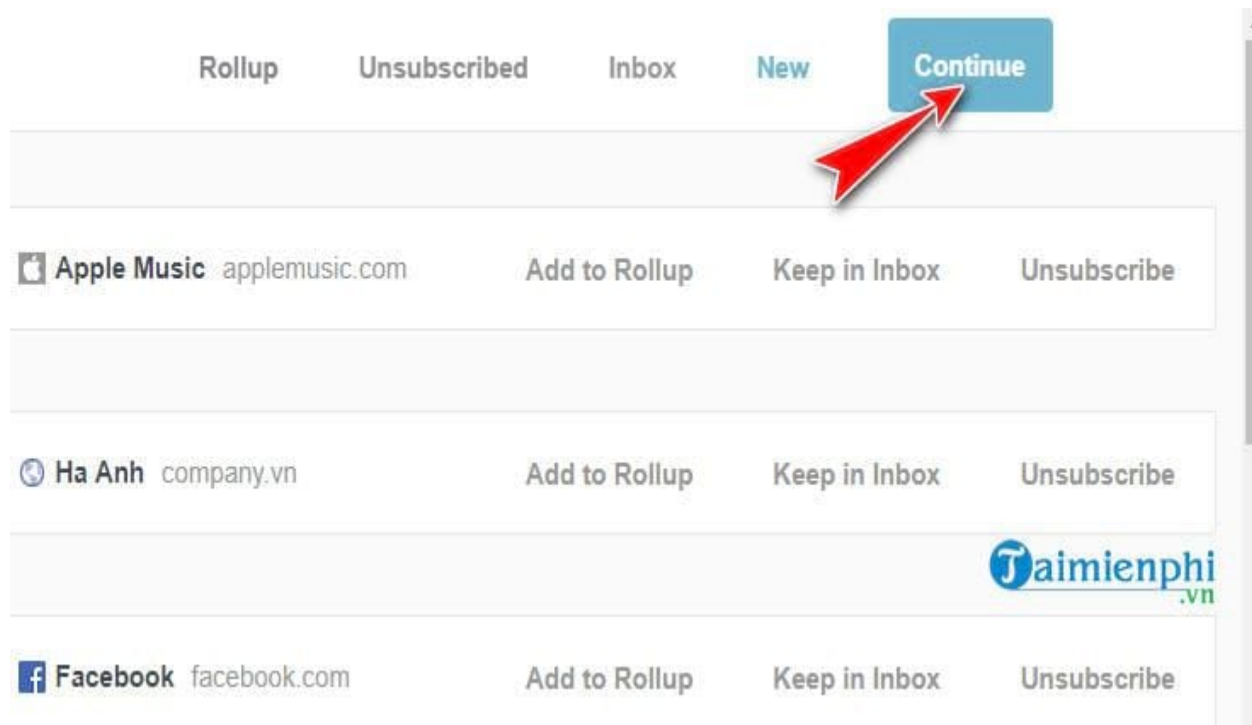 Rollup Unsubscribed Inbox New Continue
Apple Music applemusic.com Add to Rollup Keep in Inbox Unsubscribe
Ha Anh company.vn Add to Rollup Keep in Inbox Unsubscribe
Taimienphi
.vn
Facebook facebook.com Add to Rollup Keep in Inbox Unsubscribe